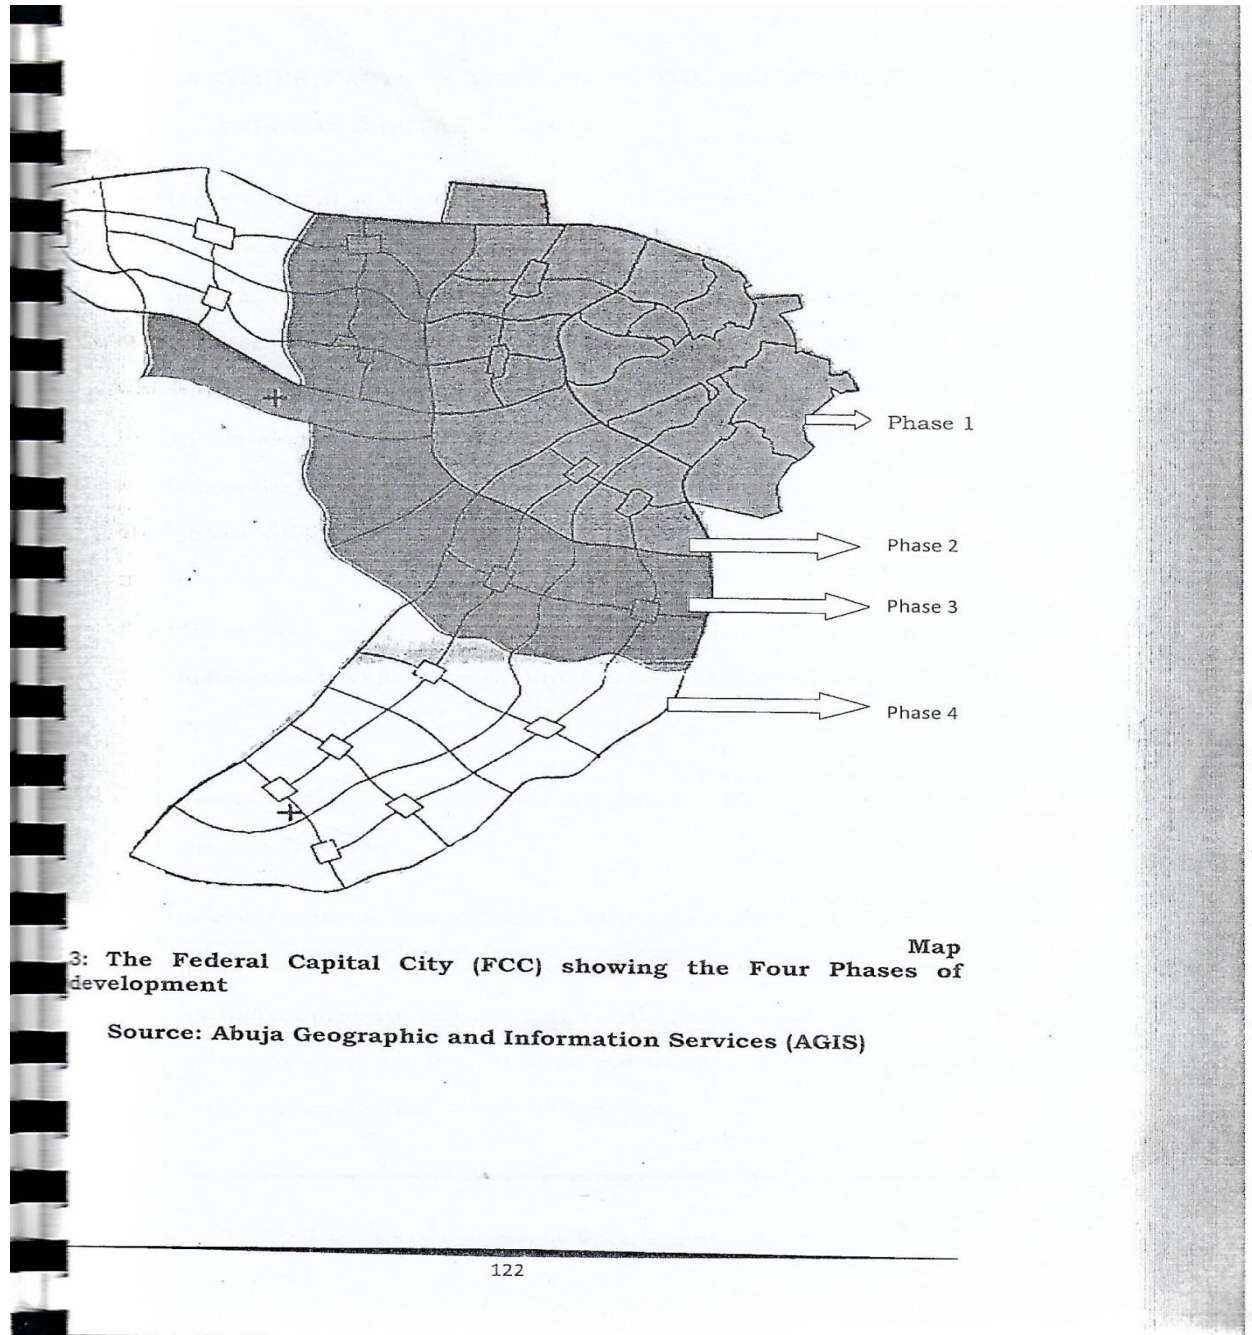 Phase 1
Phase 2
Phase 3
Phase 4
Map
3: The Federal Capital City (FCC) showing the Four Phases of
development
Source: Abuja Geographic and Information Services (AGIS)
122